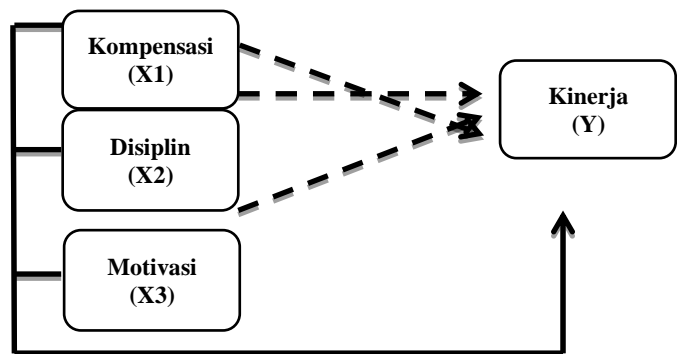 Kompensasi
(X1)
Disiplin
(X2)
Motivasi
(X3)
Kinerja
(Y)